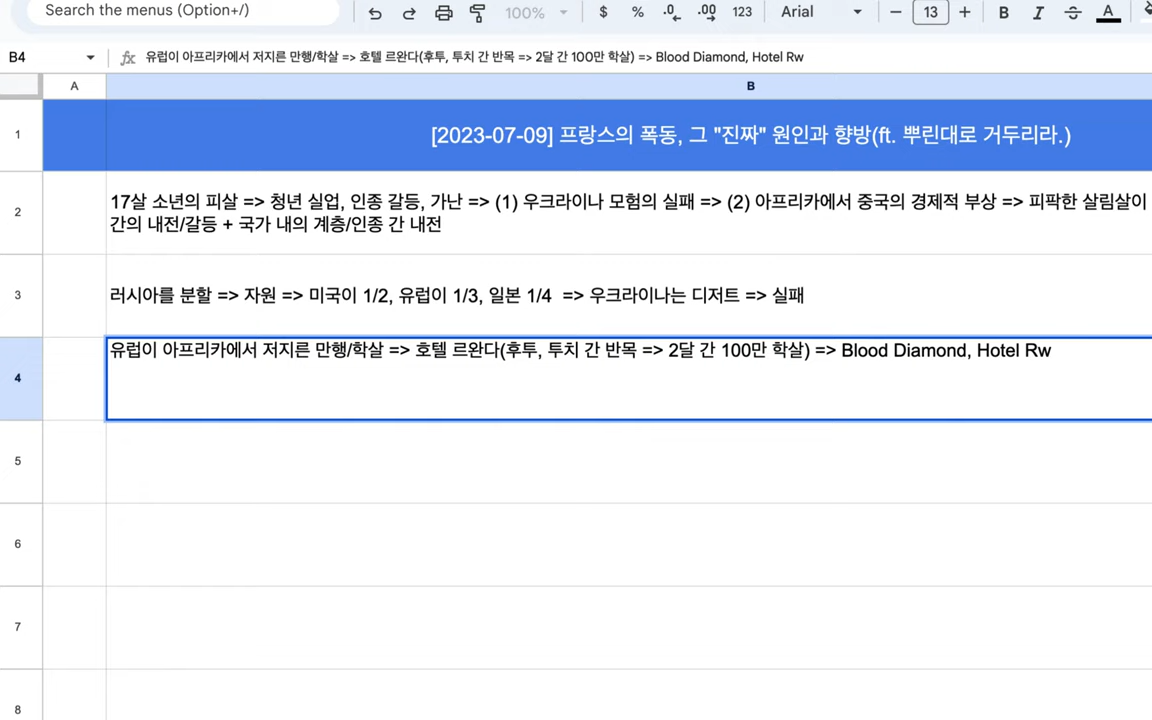 Search the menus (Option+/)
100%
$
%
.0
.00
123
Arial
13
B
I
A
B4
fx
유럽이 아프리카에서 저지른 만행/학살 => 호텔 르완다(후투, 투치 간 반목 => 2달 간 100만 학살) => Blood Diamond, Hotel Rw
A
B
1
[2023-07-09] 프랑스의 폭동, 그 "진짜" 원인과 향방(ft. 뿌린대로 거두리라.)
2
17살 소년의 피살 => 청년 실업, 인종 갈등, 가난 => (1) 우크라이나 모험의 실패 => (2) 아프리카에서 중국의 경제적 부상 => 피팍한 살림살이
간의 내전/갈등 + 국가 내의 계층/인종 간 내전
3
러시아를 분할 => 자원 => 미국이 1/2, 유럽이 1/3, 일본 1/4 => 우크라이나는 디저트 => 실패
4
유럽이 아프리카에서 저지른 만행/학살 => 호텔 르완다(후투, 투치 간 반목 => 2달 간 100만 학살) => Blood Diamond, Hotel Rw
5
6
7
8